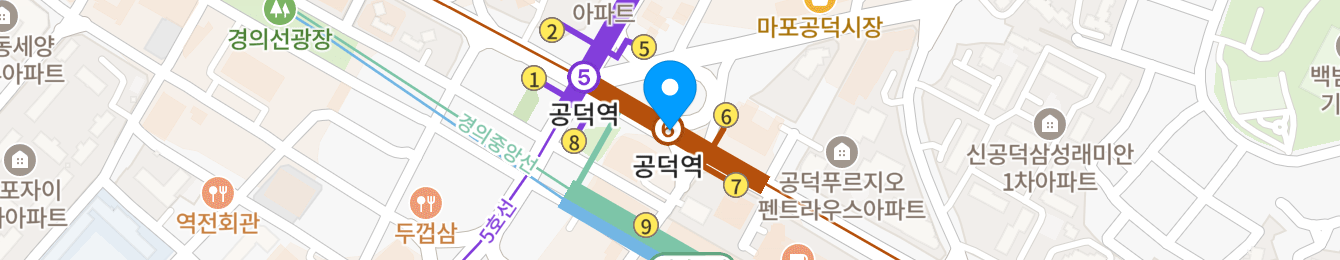 아파트
경의선광장
마포공덕시장
동세양
아파트
2
5
5
1
공덕역
경의중앙선
8
6
6
공덕역
7
9
백범
기
신공덕삼성래미안
1차아파트
공덕푸르지오
펜트라우스아파트
포자이
아파트
역전회관
두껍삼
5호선